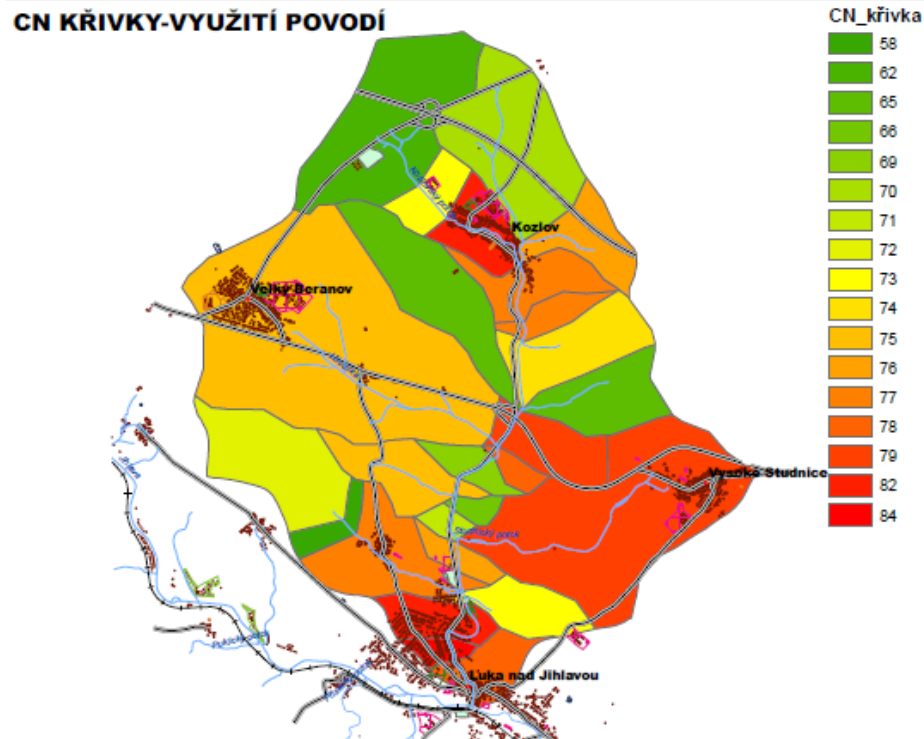 CN KŘIVKY-VYUŽITÍ POVODÍ
CN_křivka
58
62
65
66
69
70
71
72
73
74
75
76
77
78
79
82
84
Kozlov
Velký Beranov
Vysoké Studnice
Luka nad Jihlavou